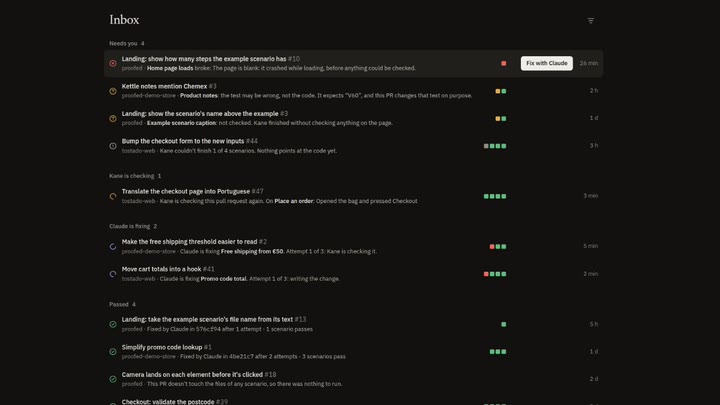 Inbox
Needs you 4
Landing: show how many steps the example scenario has #10
proofed · Home page loads broke: The page is blank: it crashed while loading, before anything could be checked.
Fix with Claude
26 min
Kettle notes mention Chemex #3
proofed-demo-store · Product notes: the test may be wrong, not the code. It expects "V60", and this PR changes that text on purpose.
2 h
Landing: show the scenario's name above the example #3
proofed · Example scenario caption: not checked. Kane finished without checking anything on the page.
1 d
Bump the checkout form to the new inputs #44
tostado-web · Kane couldn't finish 1 of 4 scenarios. Nothing points at the code yet.
3 h
Kane is checking 1
Translate the checkout page into Portuguese #47
tostado-web · Kane is checking this pull request again. On Place an order: Opened the bag and pressed Checkout
3 min
Claude is fixing 2
Make the free shipping threshold easier to read #2
proofed-demo-store · Claude is fixing Free shipping from €50. Attempt 1 of 3: Kane is checking it.
5 min
Move cart totals into a hook #41
tostado-web · Claude is fixing Promo code total. Attempt 1 of 3: writing the change.
2 min
Passed 4
Landing: take the example scenario's file name from its text #13
proofed · Fixed by Claude in 576cf94 after 1 attempt · 1 scenario passes
5 h
Simplify promo code lookup #1
proofed-demo-store · Fixed by Claude in 4be21c7 after 2 attempts · 3 scenarios pass
1 d
Camera lands on each element before it's clicked #18
proofed · This PR doesn't touch the files of any scenario, so there was nothing to run.
2 d
Checkout: validate the postcode #39